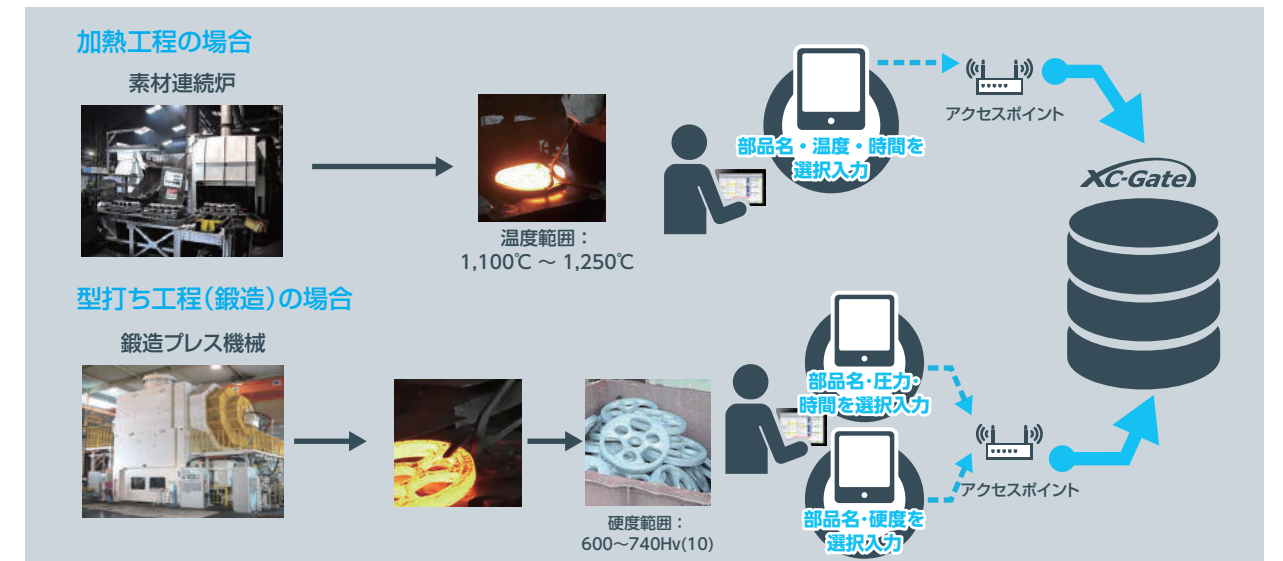 加熱工程の場合
素材連続炉
温度範囲：
1,100℃ ～ 1,250℃
部品名・温度・時間を
選択入力
アクセスポイント
XC-Gate
型打ち工程(鍛造)の場合
鍛造プレス機械
硬度範囲：
600～740Hv(10)
部品名・圧力・
時間を選択入力
部品名・硬度を
選択入力
アクセスポイント